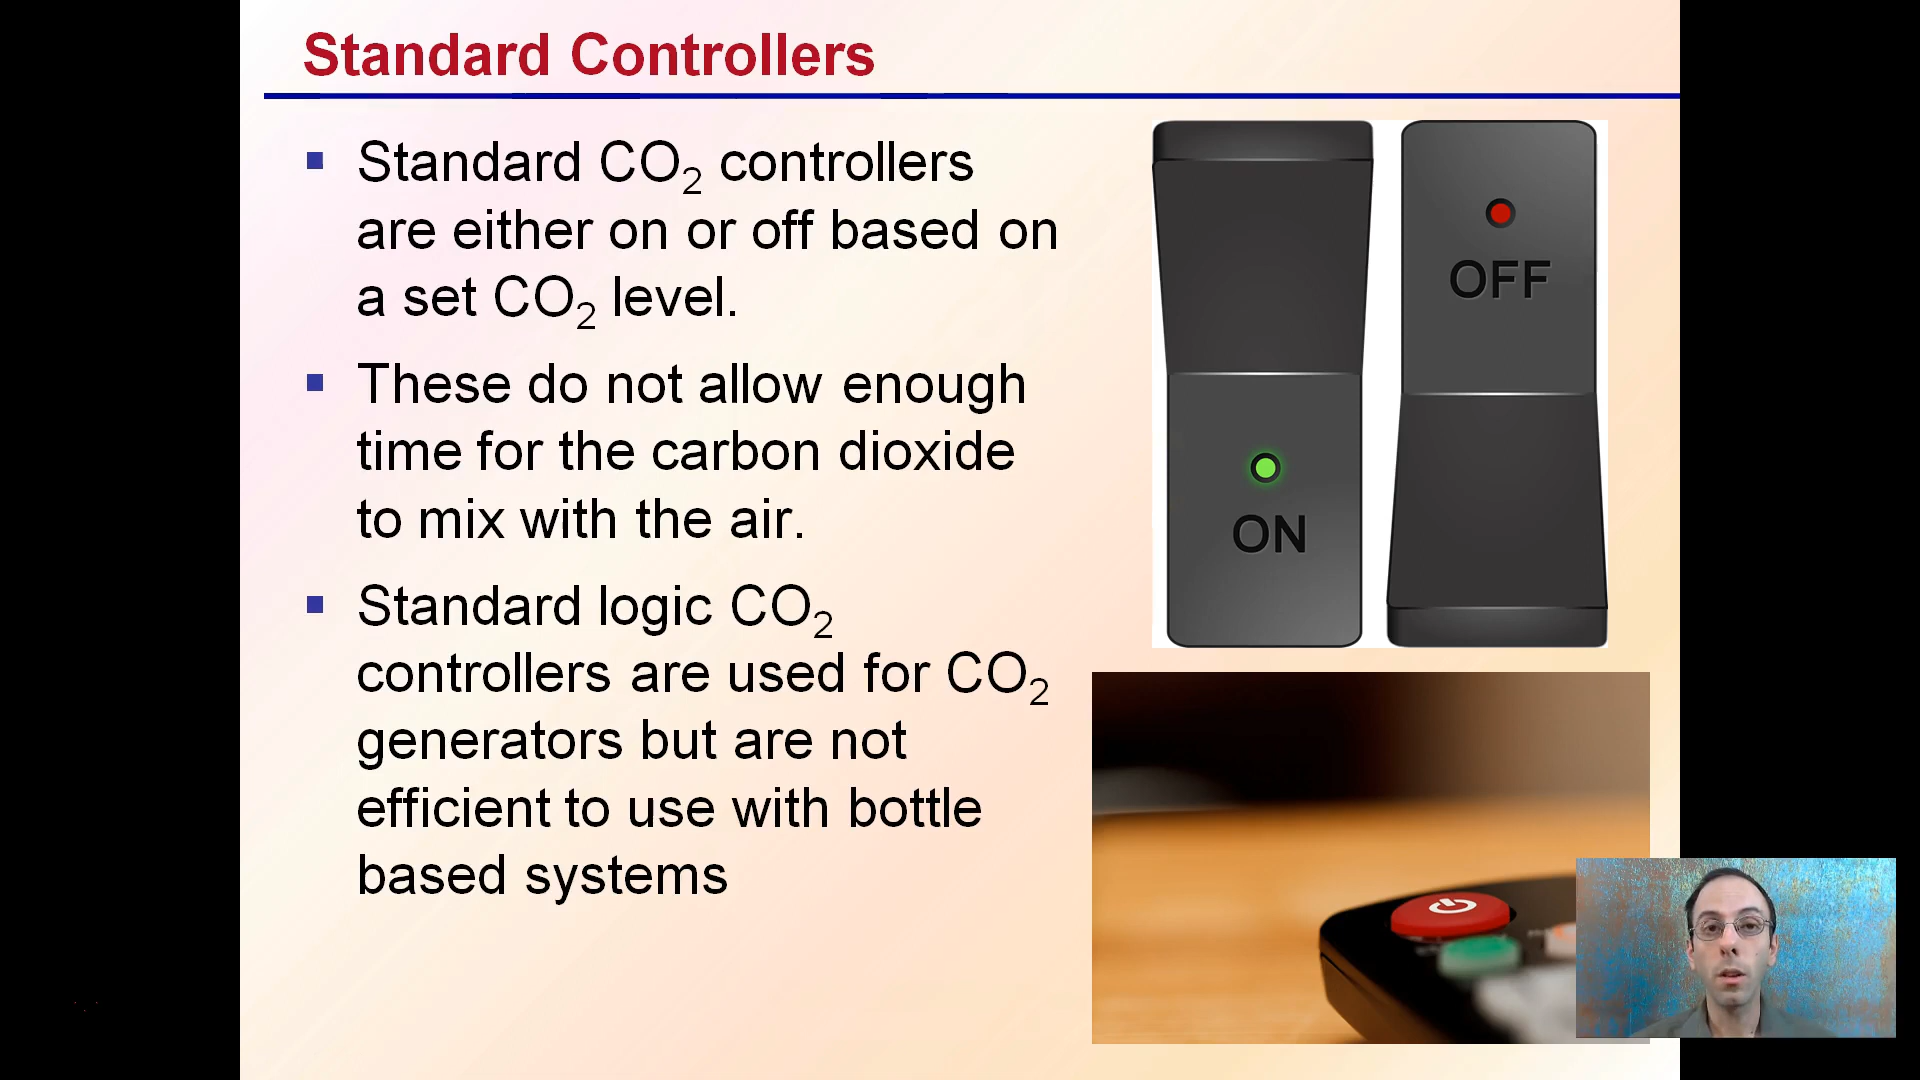 Standard Controllers
Standard CO₂ controllers
are either on or off based on
a set CO₂ level.
These do not allow enough
time for the carbon dioxide
to mix with the air.
Standard logic CO₂
controllers are used for CO₂
generators but are not
efficient to use with bottle
based systems
OFF
ON